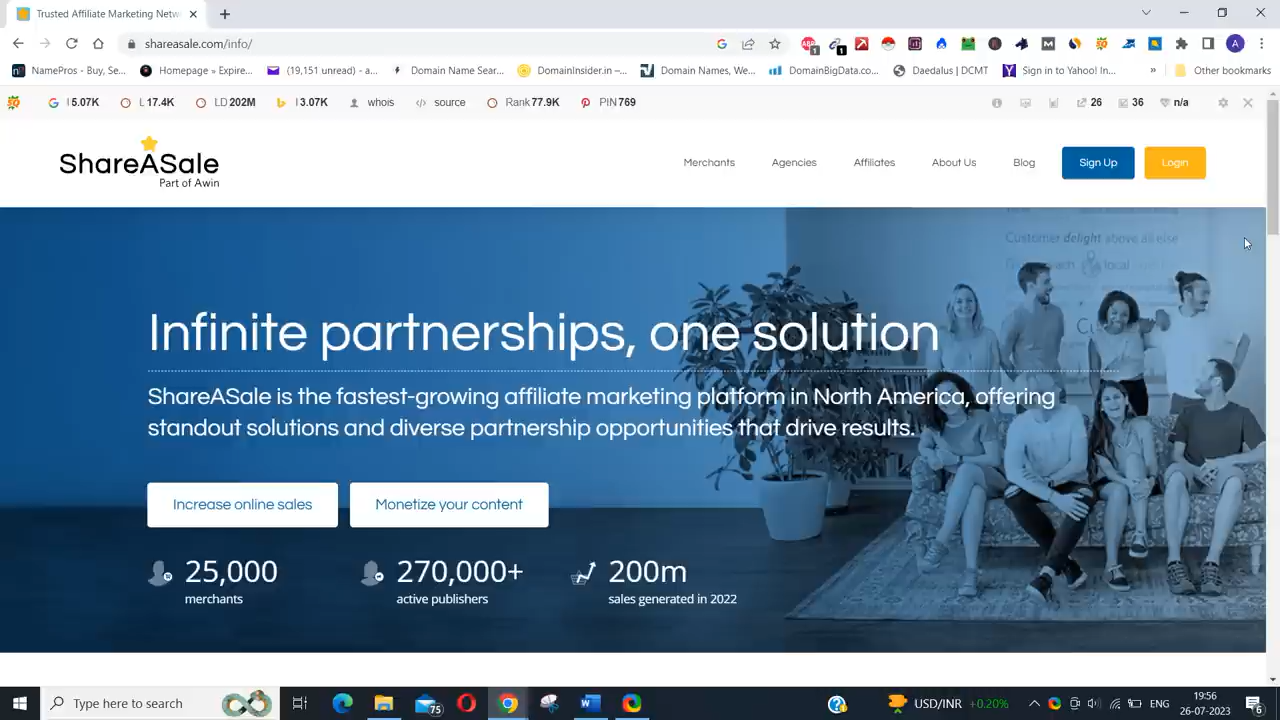 Trusted Affiliate Marketing Netw
shareasale.com/info/
1
1
A
NamePros - Buy, Se...
Homepage » Expire...
(19,151 unread) - a...
Domain Name Sear...
DomainInsider.in –...
Domain Names, We...
DomainBigData.co...
Daedalus | DCMT
Sign in to Yahoo! In...
»
Other bookmarks
I 5.07K
L 17.4K
LD 202M
I 3.07K
whois
source
Rank 77.9K
PIN 769
26
36
n/a
ShareASale
Part of Awin
Merchants
Agencies
Affiliates
About Us
Blog
Sign Up
Login
Customer delight above all else
Infinite partnerships, one solution
ShareASale is the fastest-growing affiliate marketing platform in North America, offering
standout solutions and diverse partnership opportunities that drive results.
Increase online sales
Monetize your content
25,000
merchants
270,000+
active publishers
200m
sales generated in 2022
Type here to search
75
USD/INR
+0.20%
ENG
19:56
26-07-2023
6